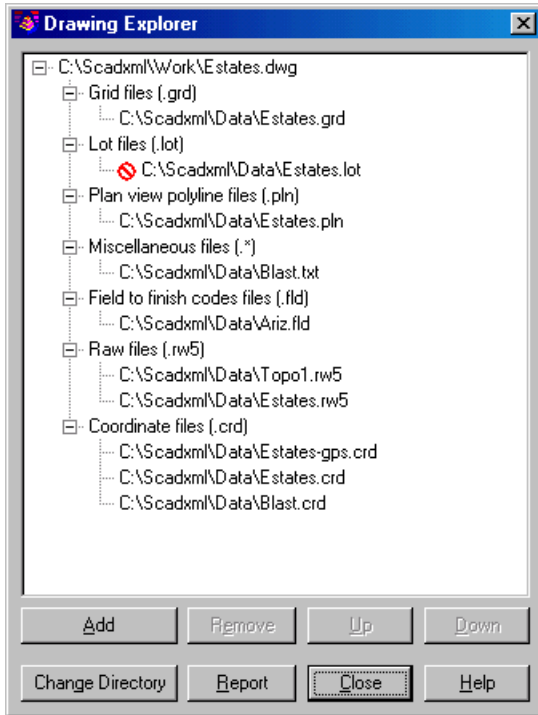 Drawing Explorer
C:\Scadxml\Work\Estates.dwg
Grid files (.grd)
C:\Scadxml\Data\Estates.grd
Lot files (.lot)
C:\Scadxml\Data\Estates.lot
Plan view polyline files (.pln)
C:\Scadxml\Data\Estates.pln
Miscellaneous files (.*)
C:\Scadxml\Data\Blast.txt
Field to finish codes files (.fld)
C:\Scadxml\Data\Ariz.fld
Raw files (.rw5)
C:\Scadxml\Data\Topo1.rw5
C:\Scadxml\Data\Estates.rw5
Coordinate files (.crd)
C:\Scadxml\Data\Estates-gps.crd
C:\Scadxml\Data\Estates.crd
C:\Scadxml\Data\Blast.crd
Add Remove Up Down
Change Directory Report Close Help